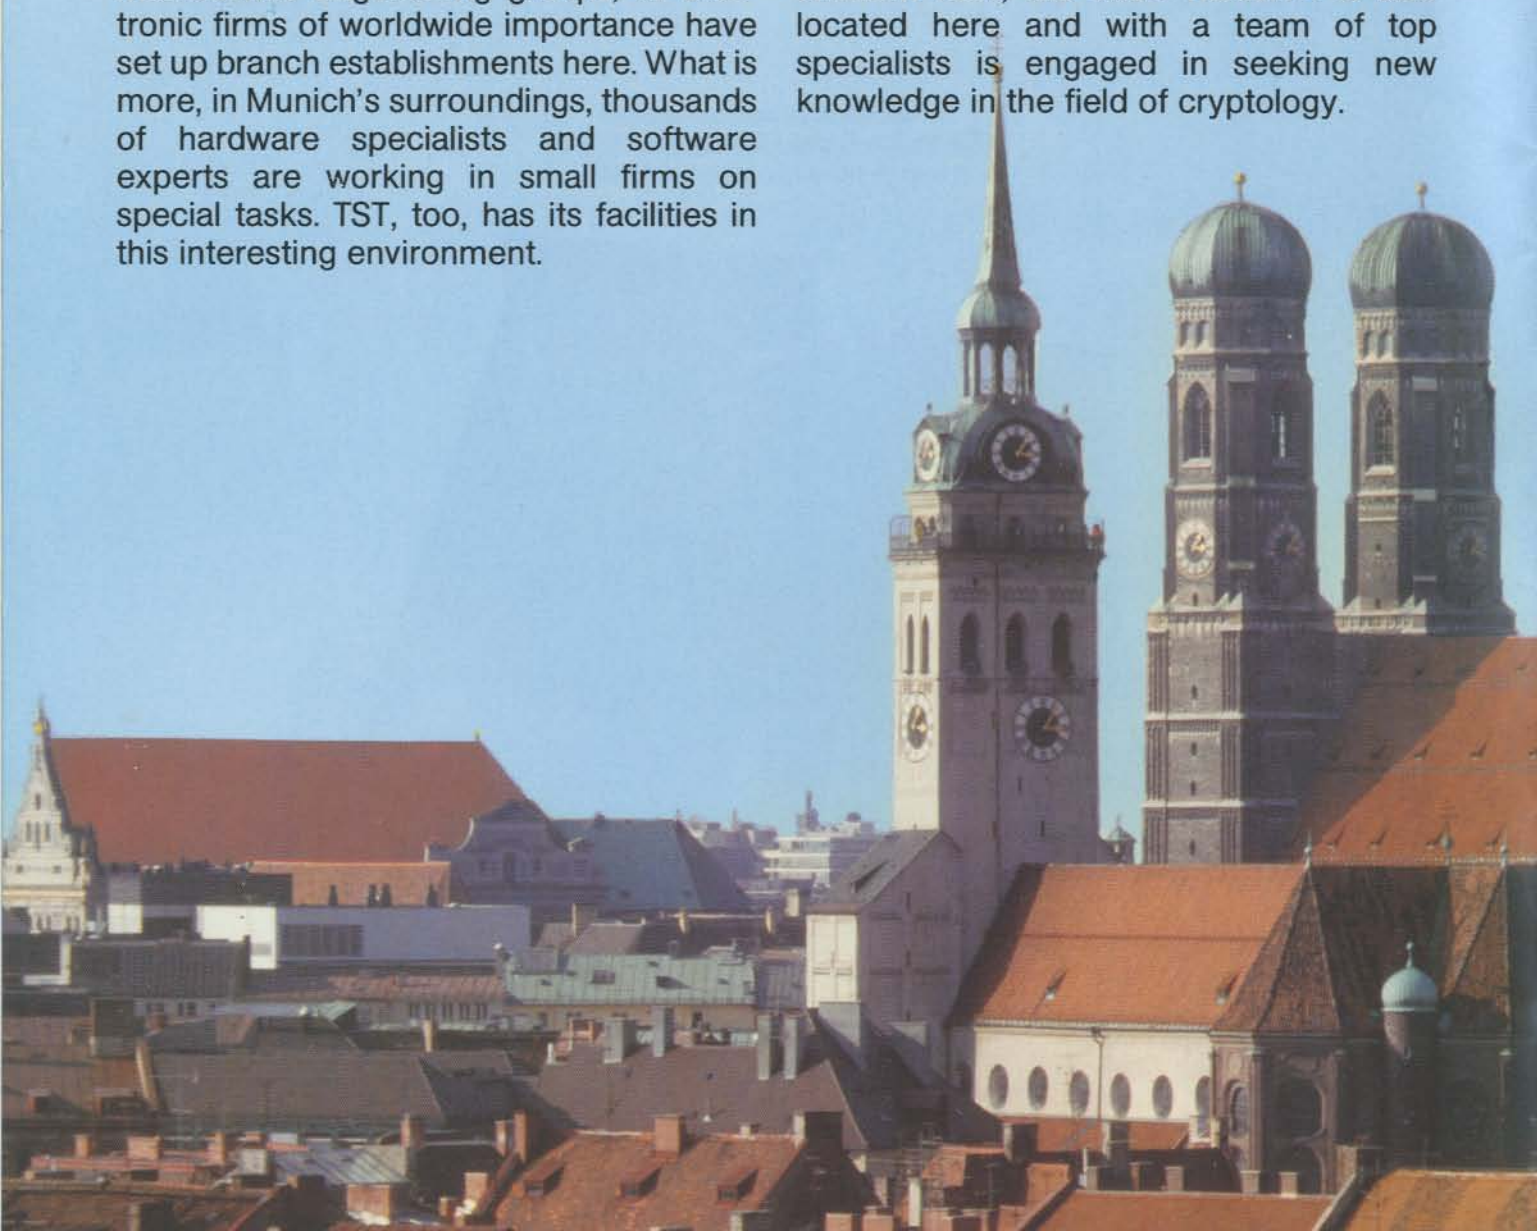 tronic firms of worldwide importance have
set up branch establishments here. What is
more, in Munich's surroundings, thousands
of hardware specialists and software
experts are working in small firms on
special tasks. TST, too, has its facilities in
this interesting environment.
located here and with a team of top
specialists is engaged in seeking new
knowledge in the field of cryptology.